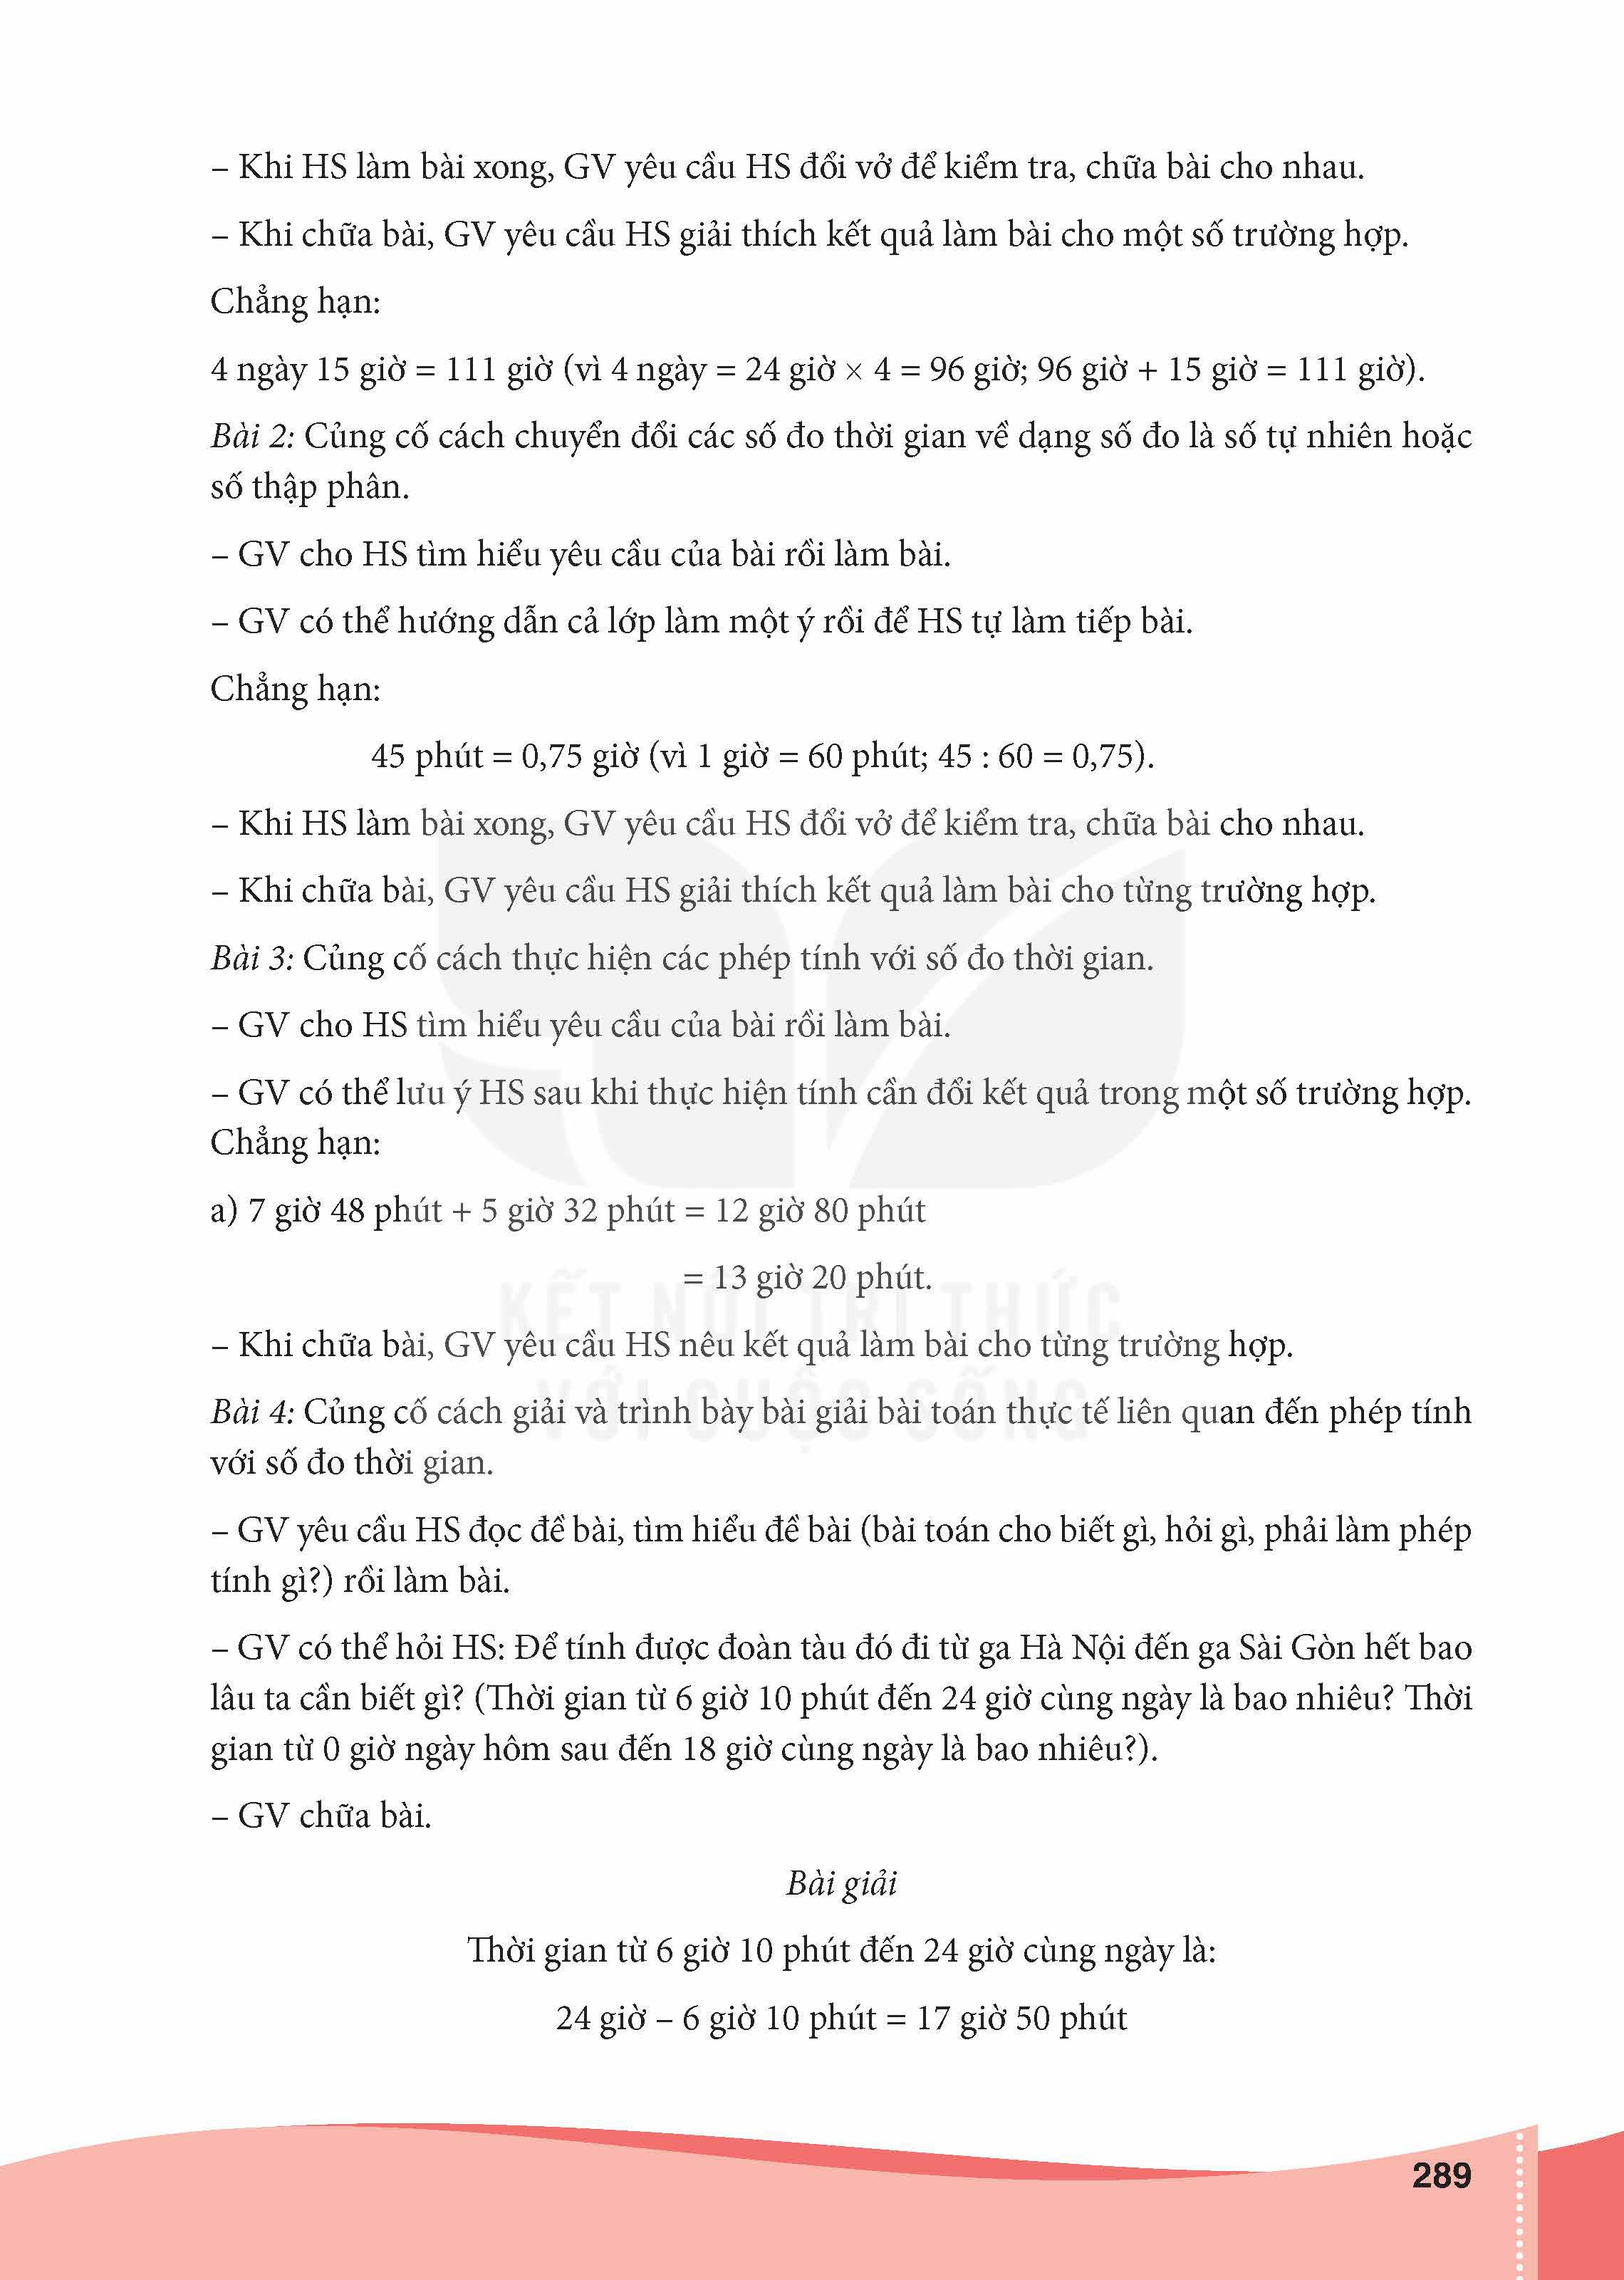 – Khi HS làm bài xong, GV yêu cầu HS đổi vở để kiểm tra, chữa bài cho nhau.
– Khi chữa bài, GV yêu cầu HS giải thích kết quả làm bài cho một số trường hợp.
Chẳng hạn:
4 ngày 15 giờ = 111 giờ (vì 4 ngày = 24 giờ × 4 = 96 giờ; 96 giờ + 15 giờ = 111 giờ).
Bài 2: Củng cố cách chuyển đổi các số đo thời gian về dạng số đo là số tự nhiên hoặc
số thập phân.
– GV cho HS tìm hiểu yêu cầu của bài rồi làm bài.
– GV có thể hướng dẫn cả lớp làm một ý rồi để HS tự làm tiếp bài.
Chẳng hạn:
45 phút = 0,75 giờ (vì 1 giờ = 60 phút; 45 : 60 = 0,75).
– Khi HS làm bài xong, GV yêu cầu HS đổi vở để kiểm tra, chữa bài cho nhau.
– Khi chữa bài, GV yêu cầu HS giải thích kết quả làm bài cho từng trường hợp.
Bài 3: Củng cố cách thực hiện các phép tính với số đo thời gian.
– GV cho HS tìm hiểu yêu cầu của bài rồi làm bài.
– GV có thể lưu ý HS sau khi thực hiện tính cần đổi kết quả trong một số trường hợp.
Chẳng hạn:
a) 7 giờ 48 phút + 5 giờ 32 phút = 12 giờ 80 phút
= 13 giờ 20 phút.
KẾT NỐI TRI THỨC
– Khi chữa bài, GV yêu cầu HS nêu kết quả làm bài cho từng trường hợp.
VỚI CUỘC SỐNG
Bài 4: Củng cố cách giải và trình bày bài giải bài toán thực tế liên quan đến phép tính
với số đo thời gian.
– GV yêu cầu HS đọc đề bài, tìm hiểu đề bài (bài toán cho biết gì, hỏi gì, phải làm phép
tính gì?) rồi làm bài.
– GV có thể hỏi HS: Để tính được đoàn tàu đó đi từ ga Hà Nội đến ga Sài Gòn hết bao
lâu ta cần biết gì? (Thời gian từ 6 giờ 10 phút đến 24 giờ cùng ngày là bao nhiêu? Thời
gian từ 0 giờ ngày hôm sau đến 18 giờ cùng ngày là bao nhiêu?).
– GV chữa bài.
Bài giải
Thời gian từ 6 giờ 10 phút đến 24 giờ cùng ngày là:
24 giờ – 6 giờ 10 phút = 17 giờ 50 phút
289